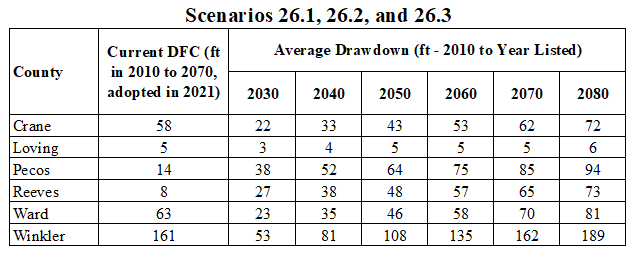 Scenarios 26.1, 26.2, and 26.3
County
Current DFC (ft
in 2010 to 2070,
adopted in 2021)
Average Drawdown (ft - 2010 to Year Listed)
2030 2040 2050 2060 2070 2080
Crane 58 22 33 43 53 62 72
Loving 5 3 4 5 5 5 6
Pecos 14 38 52 64 75 85 94
Reeves 8 27 38 48 57 65 73
Ward 63 23 35 46 58 70 81
Winkler 161 53 81 108 135 162 189